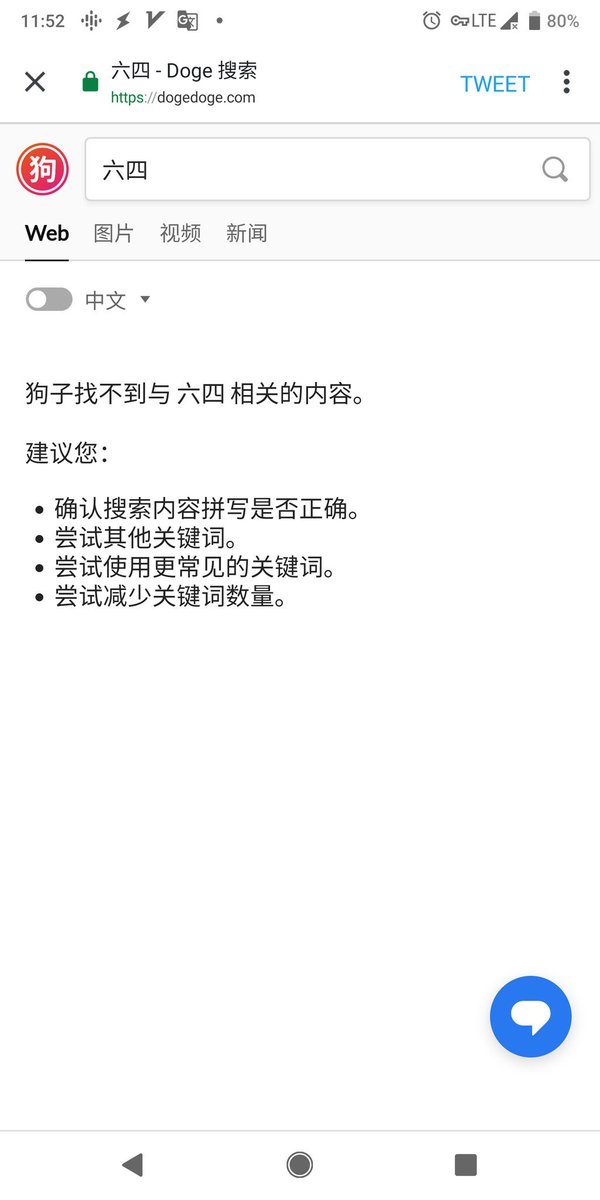 11:52 LTE 80%
六四 - Doge 搜索
https://dogedoge.com
TWEET
狗
六四
Web 图片 视频 新闻
中文
狗子找不到与 六四 相关的内容。
建议您：
• 确认搜索内容拼写是否正确。
• 尝试其他关键词。
• 尝试使用更常见的关键词。
• 尝试减少关键词数量。